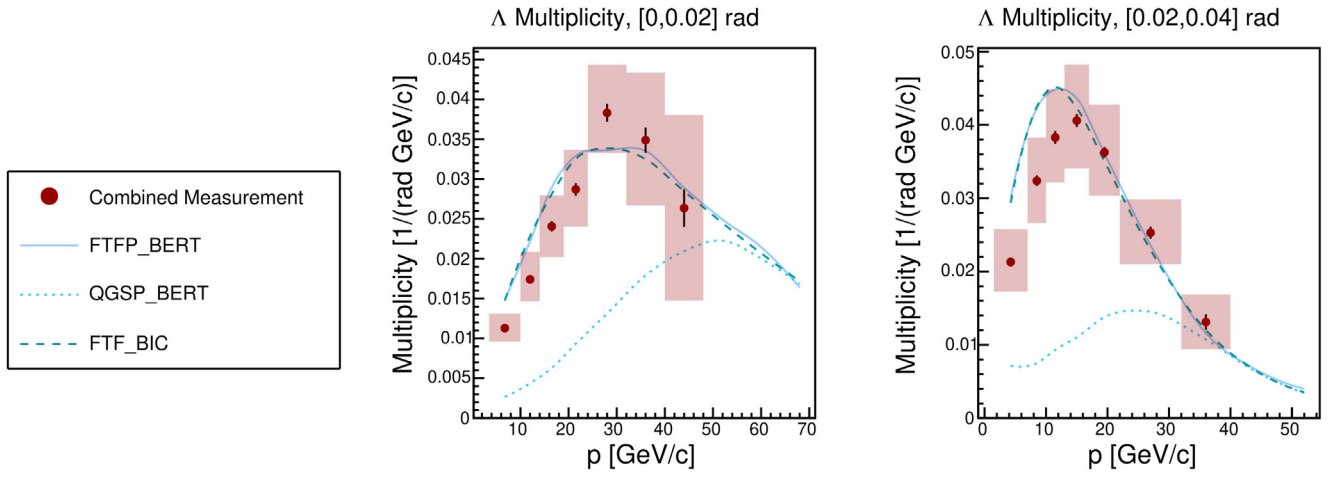 Combined Measurement
FTFP_BERT
QGSP_BERT
FTF_BIC
Λ Multiplicity, [0,0.02] rad
Multiplicity [1/(rad GeV/c)]
0.045
0.04
0.035
0.03
0.025
0.02
0.015
0.01
0.005
0
10 20 30 40 50 60 70
p [GeV/c]
Λ Multiplicity, [0.02,0.04] rad
Multiplicity [1/(rad GeV/c)]
0.05
0.04
0.03
0.02
0.01
0
0 10 20 30 40 50
p [GeV/c]